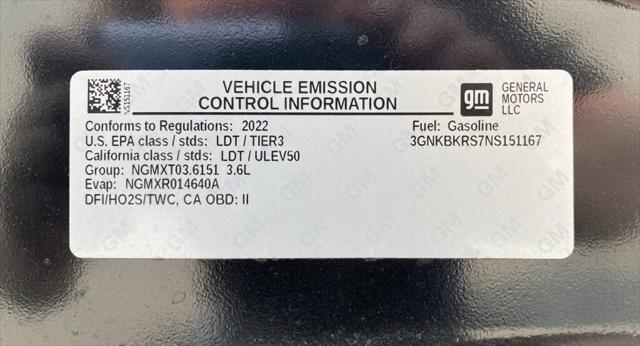 VEHICLE EMISSION
CONTROL INFORMATION
NS151167
gm
GENERAL
MOTORS
LLC
Conforms to Regulations: 2022
Fuel: Gasoline
U.S. EPA class / stds: LDT / TIER3
3GNKBKRS7NS151167
California class / stds: LDT / ULEV50
Group: NGMXT03.6151 3.6L
Evap: NGMXR014640A
DFI/HO2S/TWC, CA OBD: II